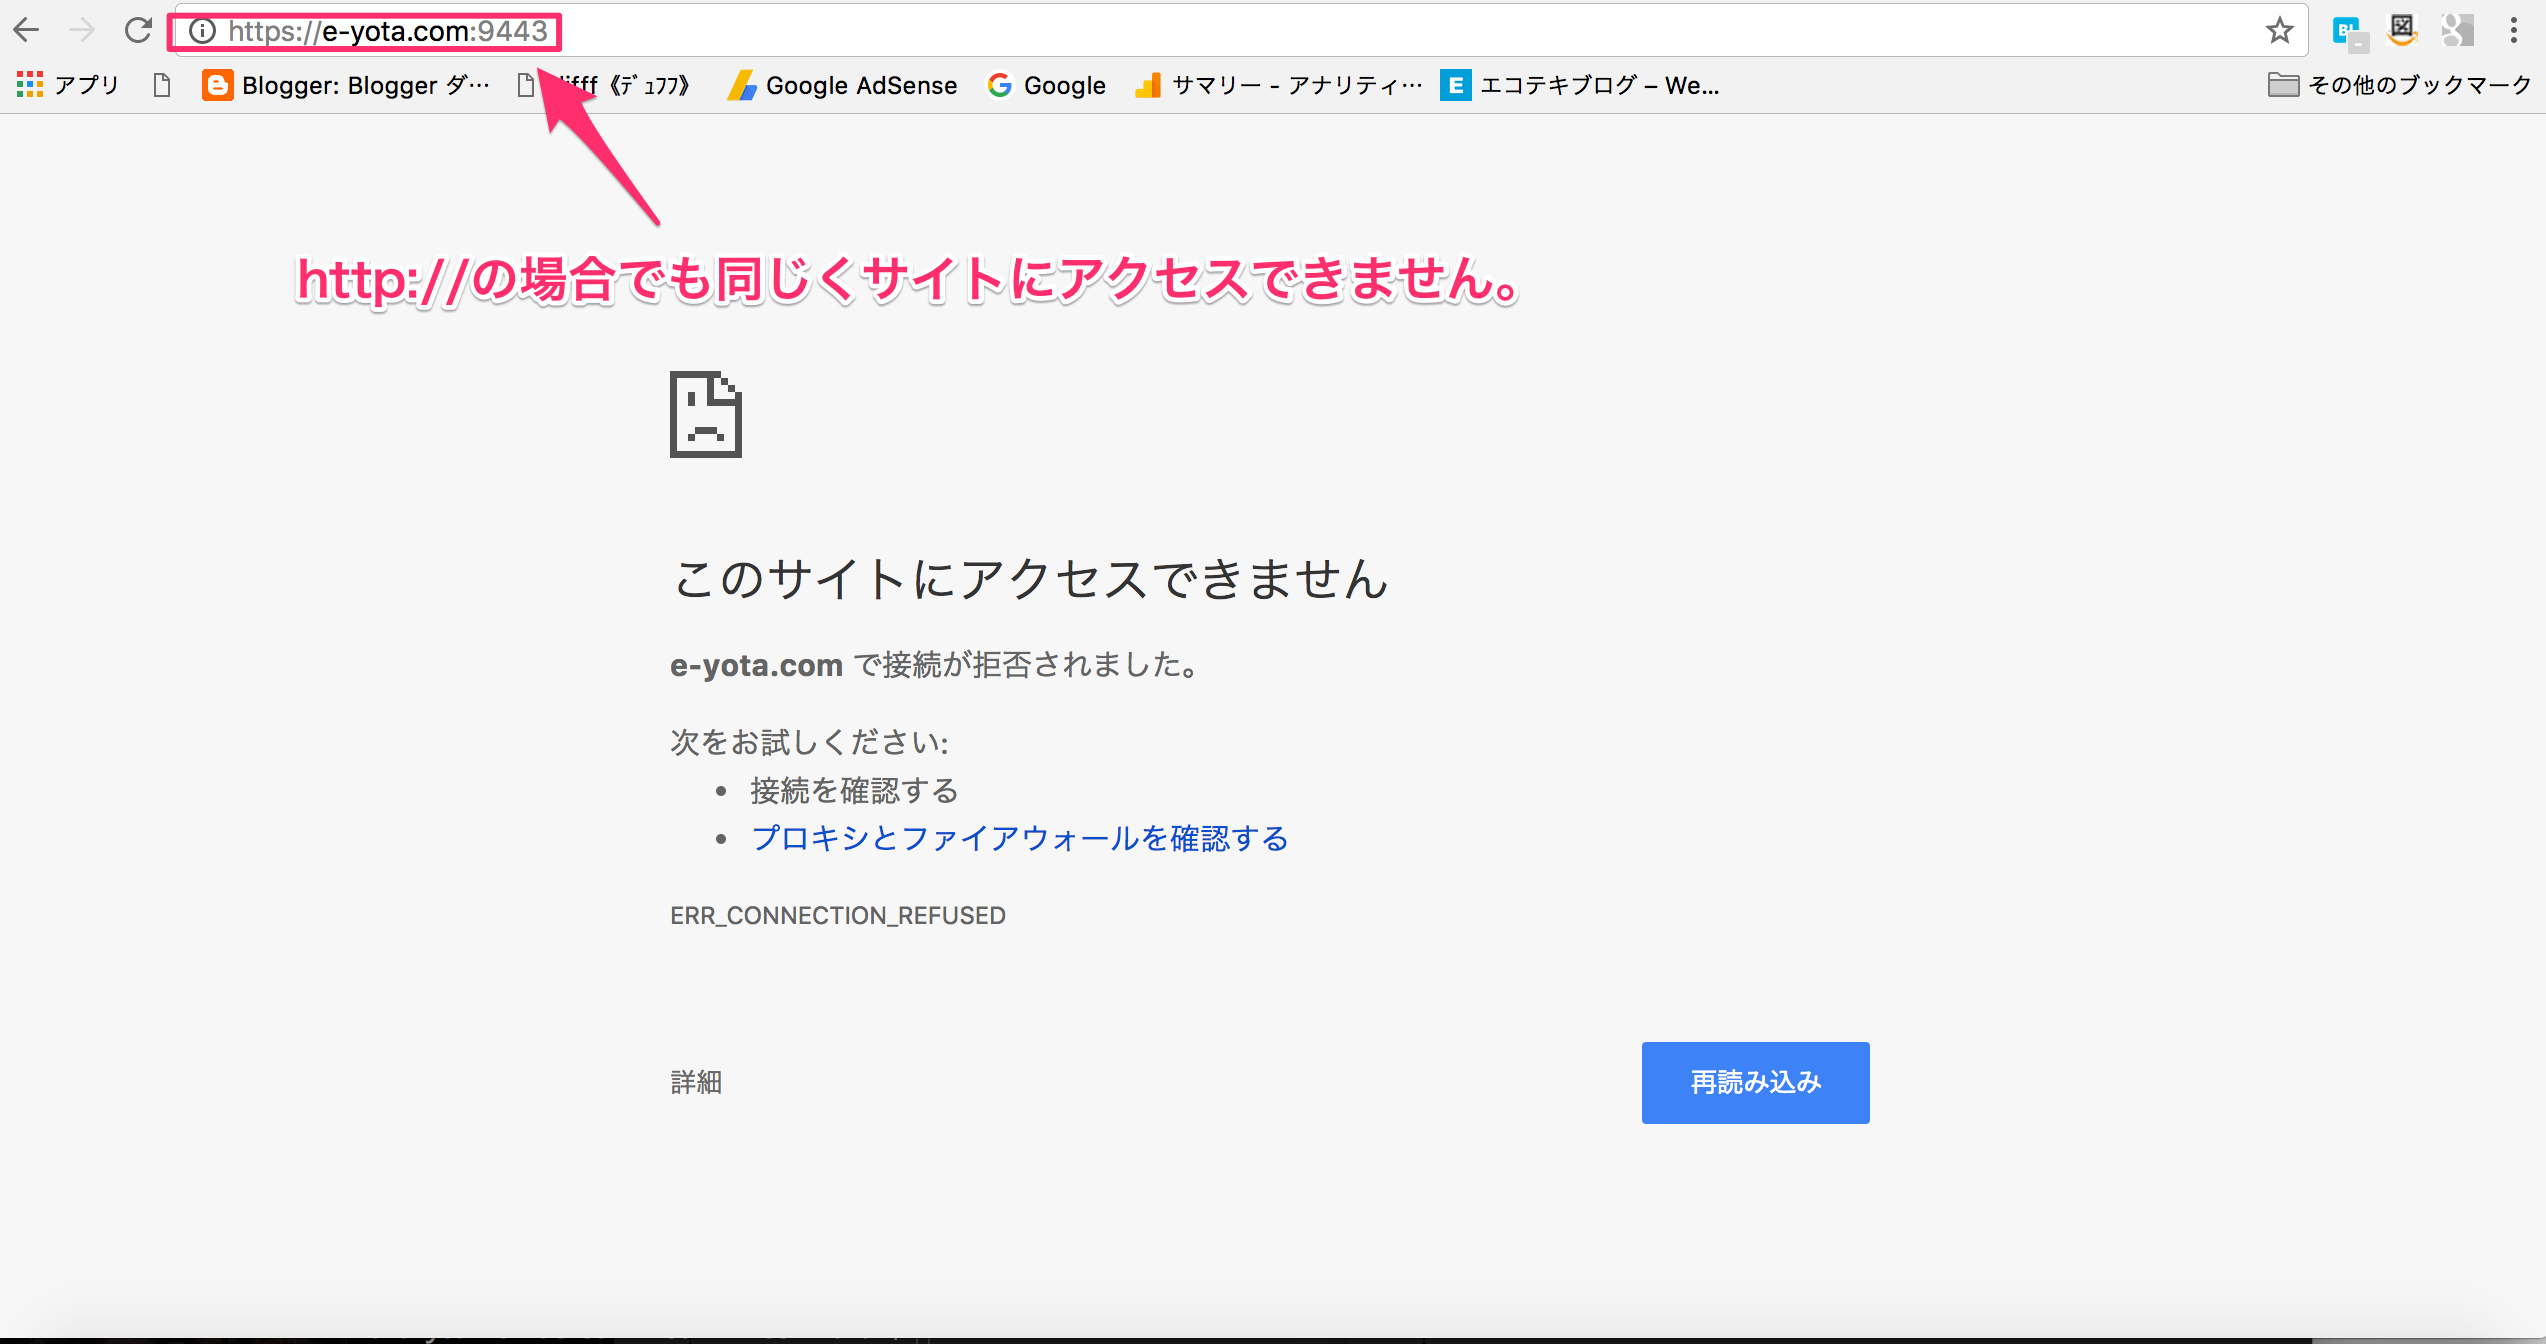 https://e-yota.com:9443
アプリ Blogger: Blogger ダ… 《ﾃﾞｭﾌﾌ》 Google AdSense Google サマリー - アナリティ… E エコテキブログ – We... その他のブックマーク
http://の場合でも同じくサイトにアクセスできません。
このサイトにアクセスできません
e-yota.com で接続が拒否されました。
次をお試しください:
接続を確認する
プロキシとファイアウォールを確認する
ERR_CONNECTION_REFUSED
詳細
再読み込み